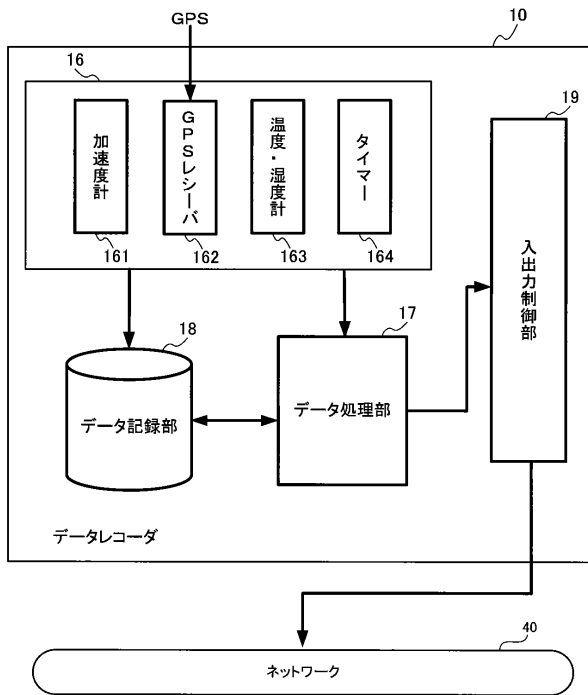 GPS
10
16
19
加速度計
GPSレシーバ
温度・湿度計
タイマー
161
162
163
164
入出力制御部
18
17
データ記録部
データ処理部
データレコーダ
40
ネットワーク